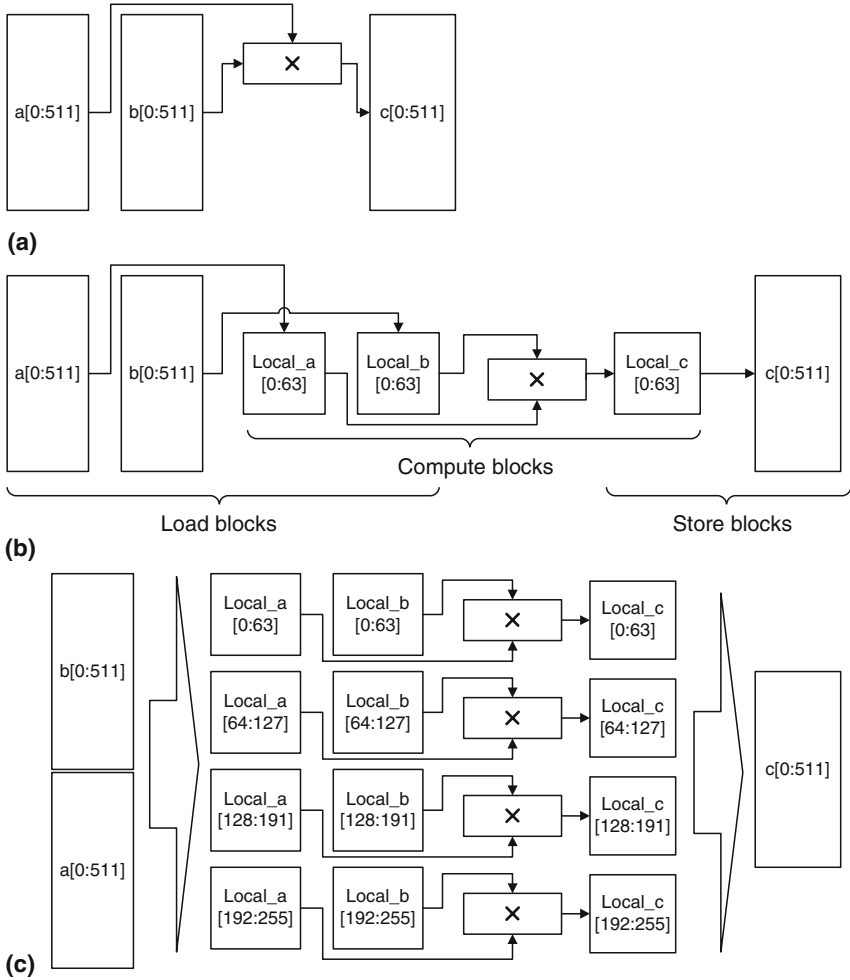 a[0:511]
b[0:511]
×
c[0:511]
(a)
a[0:511]
b[0:511]
Local_a
[0:63]
Local_b
[0:63]
×
Local_c
[0:63]
c[0:511]
Compute blocks
Load blocks
Store blocks
(b)
b[0:511]
a[0:511]
Local_a
[0:63]
Local_b
[0:63]
×
Local_c
[0:63]
Local_a
[64:127]
Local_b
[64:127]
×
Local_c
[64:127]
Local_a
[128:191]
Local_b
[128:191]
×
Local_c
[128:191]
Local_a
[192:255]
Local_b
[192:255]
×
Local_c
[192:255]
c[0:511]
(c)